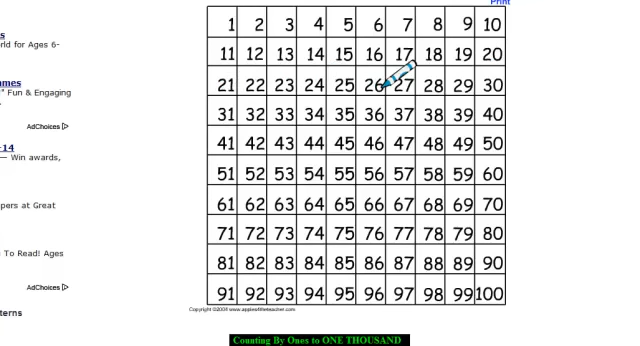 Print
s
rld for Ages 6-
ames
" Fun & Engaging
AdChoices
-14
— Win awards,
pers at Great
To Read! Ages
AdChoices
terns
1 2 3 4 5 6 7 8 9 10
11 12 13 14 15 16 17 18 19 20
21 22 23 24 25 26 27 28 29 30
31 32 33 34 35 36 37 38 39 40
41 42 43 44 45 46 47 48 49 50
51 52 53 54 55 56 57 58 59 60
61 62 63 64 65 66 67 68 69 70
71 72 73 74 75 76 77 78 79 80
81 82 83 84 85 86 87 88 89 90
91 92 93 94 95 96 97 98 99 100
Copyright ©2008 www.apples4theteacher.com
Counting By Ones to ONE THOUSAND